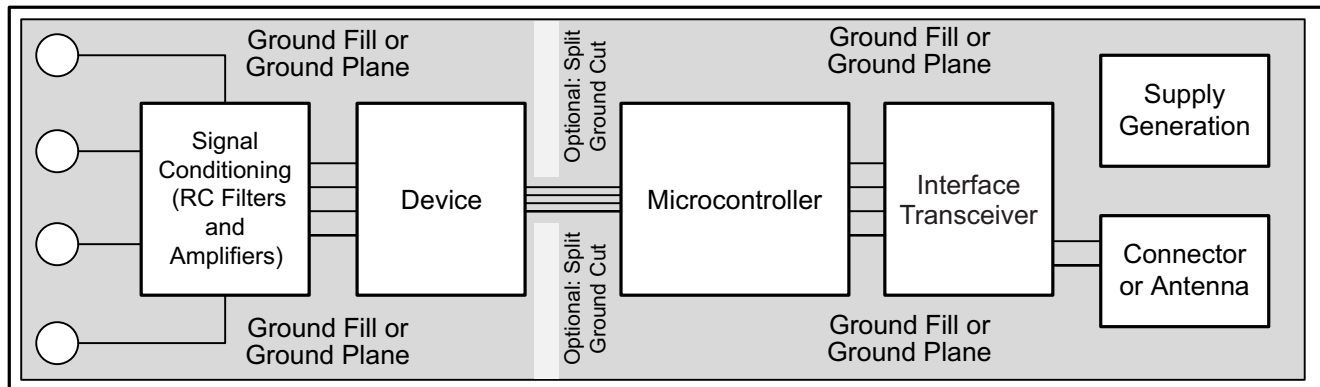 Ground Fill or
Ground Plane
Optional: Split
Ground Cut
Ground Fill or
Ground Plane
Supply
Generation
Signal
Conditioning
(RC Filters
and
Amplifiers)
Device
Microcontroller
Interface
Transceiver
Connector
or Antenna
Ground Fill or
Ground Plane
Optional: Split
Ground Cut
Ground Fill or
Ground Plane